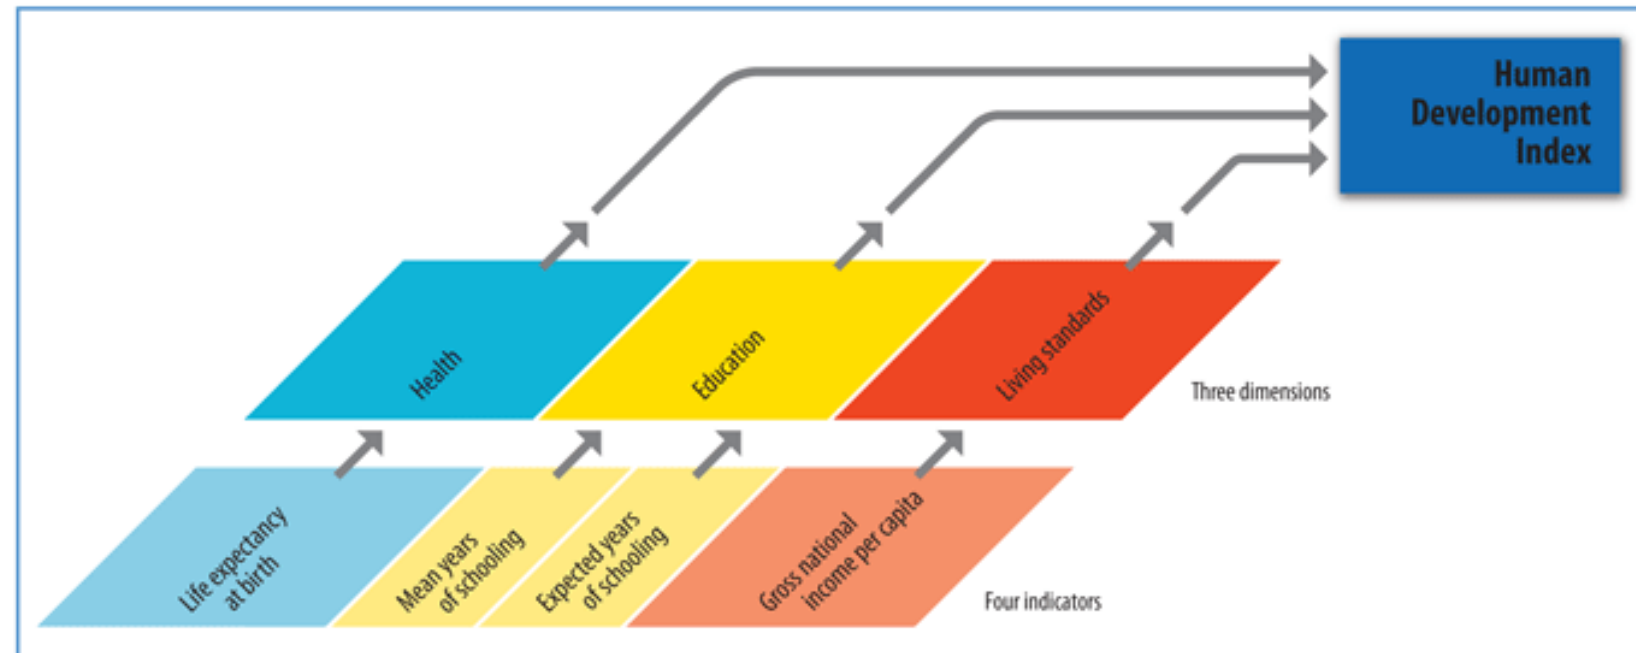 Human
Development
Index
Health
Education
Living standards
Three dimensions
Life expectancy
at birth
Mean years
of schooling
Expected years
of schooling
Gross national
income per capita
Four indicators